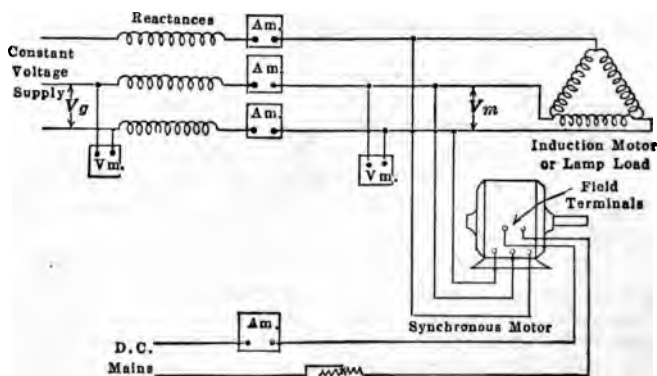 Reactances
Am.
Constant
Voltage
Supply
Vg
Am.
Am.
Vm.
Vm
Vm.
Induction Motor
or Lamp Load
Field
Terminals
Synchronous Motor
Am.
D.C.
Mains